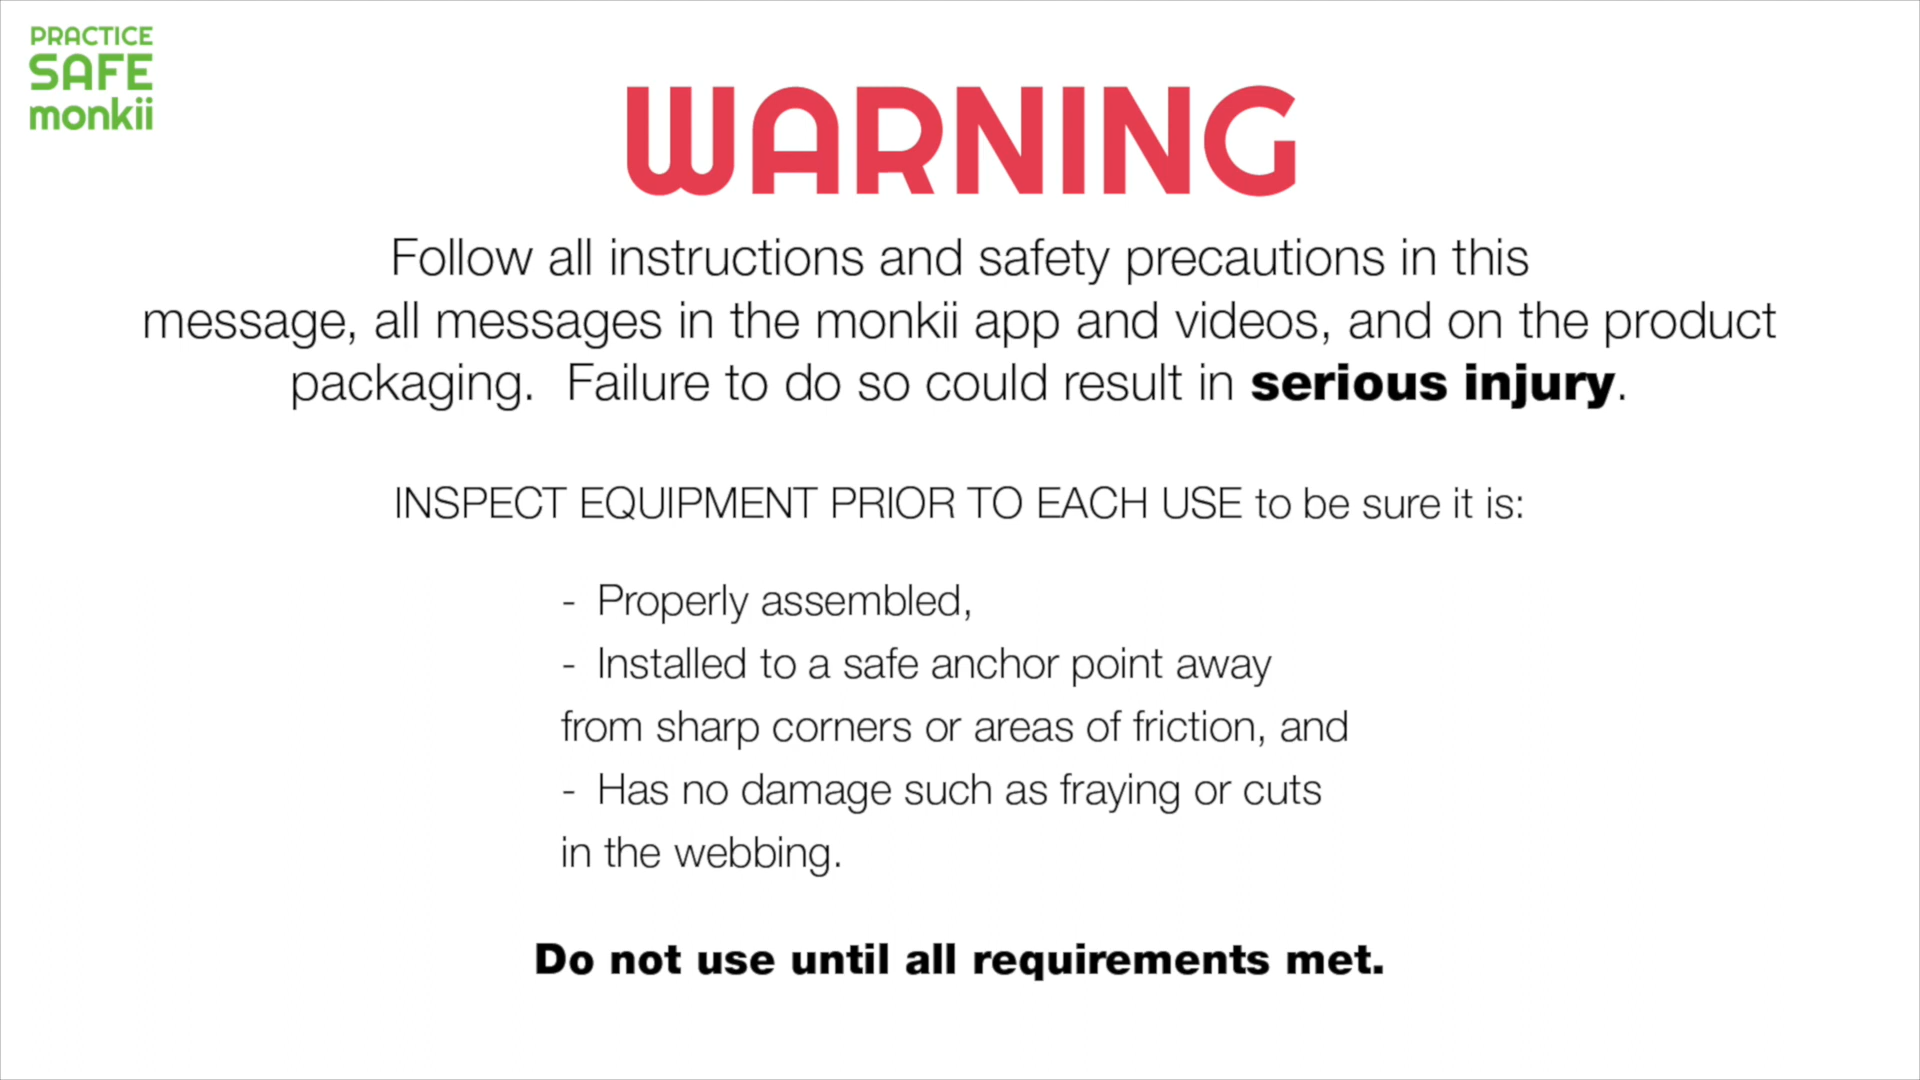 PRACTICE
SAFE
monkii
WARNING
Follow all instructions and safety precautions in this
message, all messages in the monkii app and videos, and on the product
packaging.  Failure to do so could result in serious injury.
INSPECT EQUIPMENT PRIOR TO EACH USE to be sure it is:
-  Properly assembled,
-  Installed to a safe anchor point away
from sharp corners or areas of friction, and
-  Has no damage such as fraying or cuts
in the webbing.
Do not use until all requirements met.